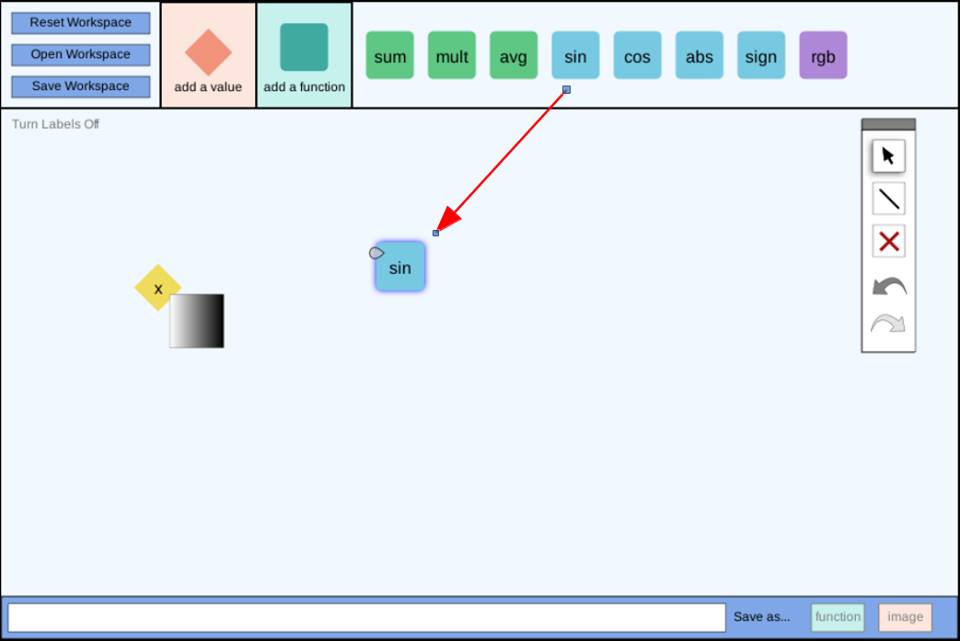 Reset Workspace
Open Workspace
Save Workspace
add a value
add a function
sum mult avg sin cos abs sign rgb
Turn Labels Off
sin
x
Save as... function image